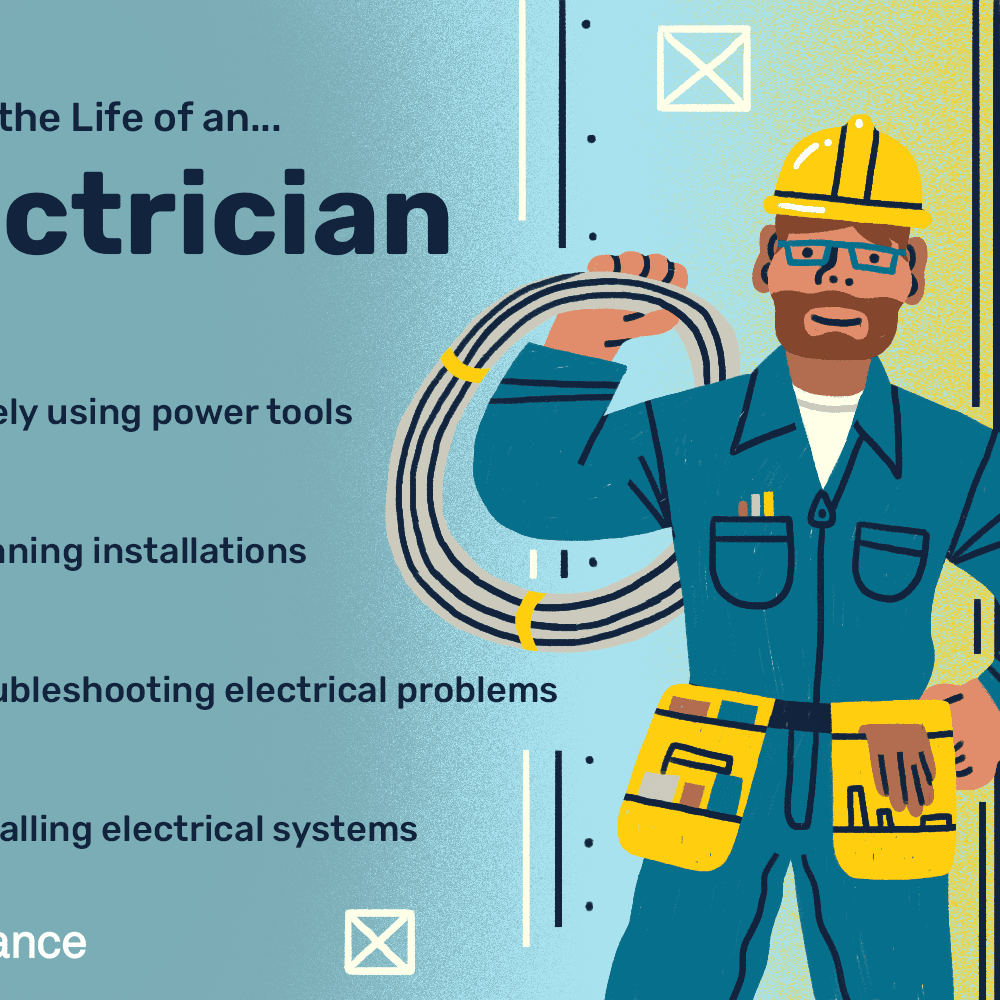 the Life of an...
ctrician
ely using power tools
nning installations
ubleshooting electrical problems
alling electrical systems
ance